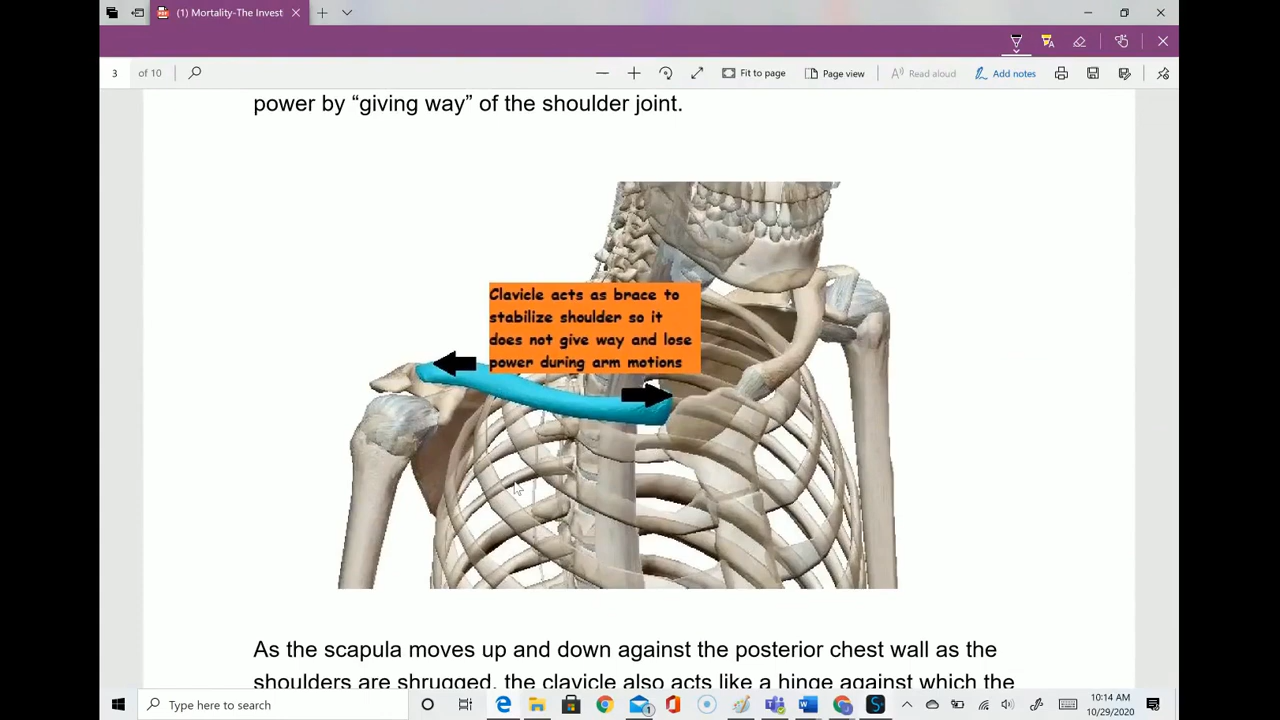 (1) Mortality-The Invest
3 of 10
Fit to page
Page view
Read aloud
Add notes
power by “giving way” of the shoulder joint.
Clavicle acts as brace to
stabilize shoulder so it
does not give way and lose
power during arm motions
As the scapula moves up and down against the posterior chest wall as the
shoulders are shrugged, the clavicle also acts like a hinge against which the
Type here to search
10:14 AM
10/29/2020